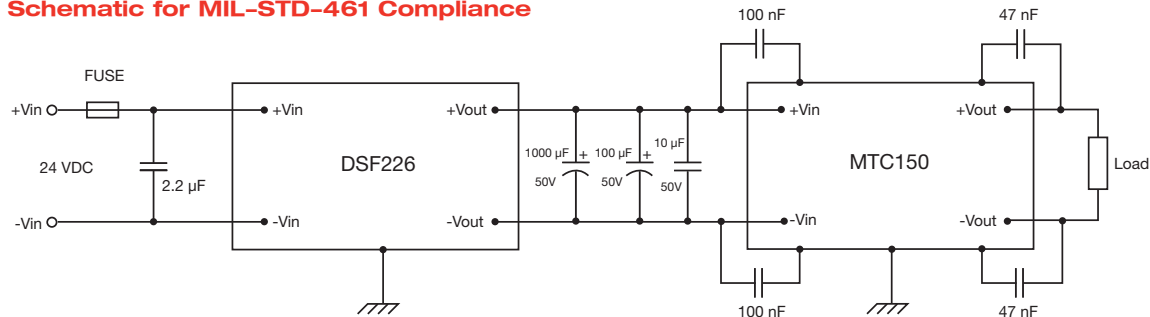 Schematic for MIL-STD-461 Compliance
100 nF
47 nF
FUSE
+Vin
+Vin
+Vout
+Vin
+Vout
24 VDC
2.2 µF
DSF226
1000 µF
+
50V
100 µF
+
50V
10 µF
50V
MTC150
Load
-Vin
-Vin
-Vout
-Vin
-Vout
100 nF
47 nF